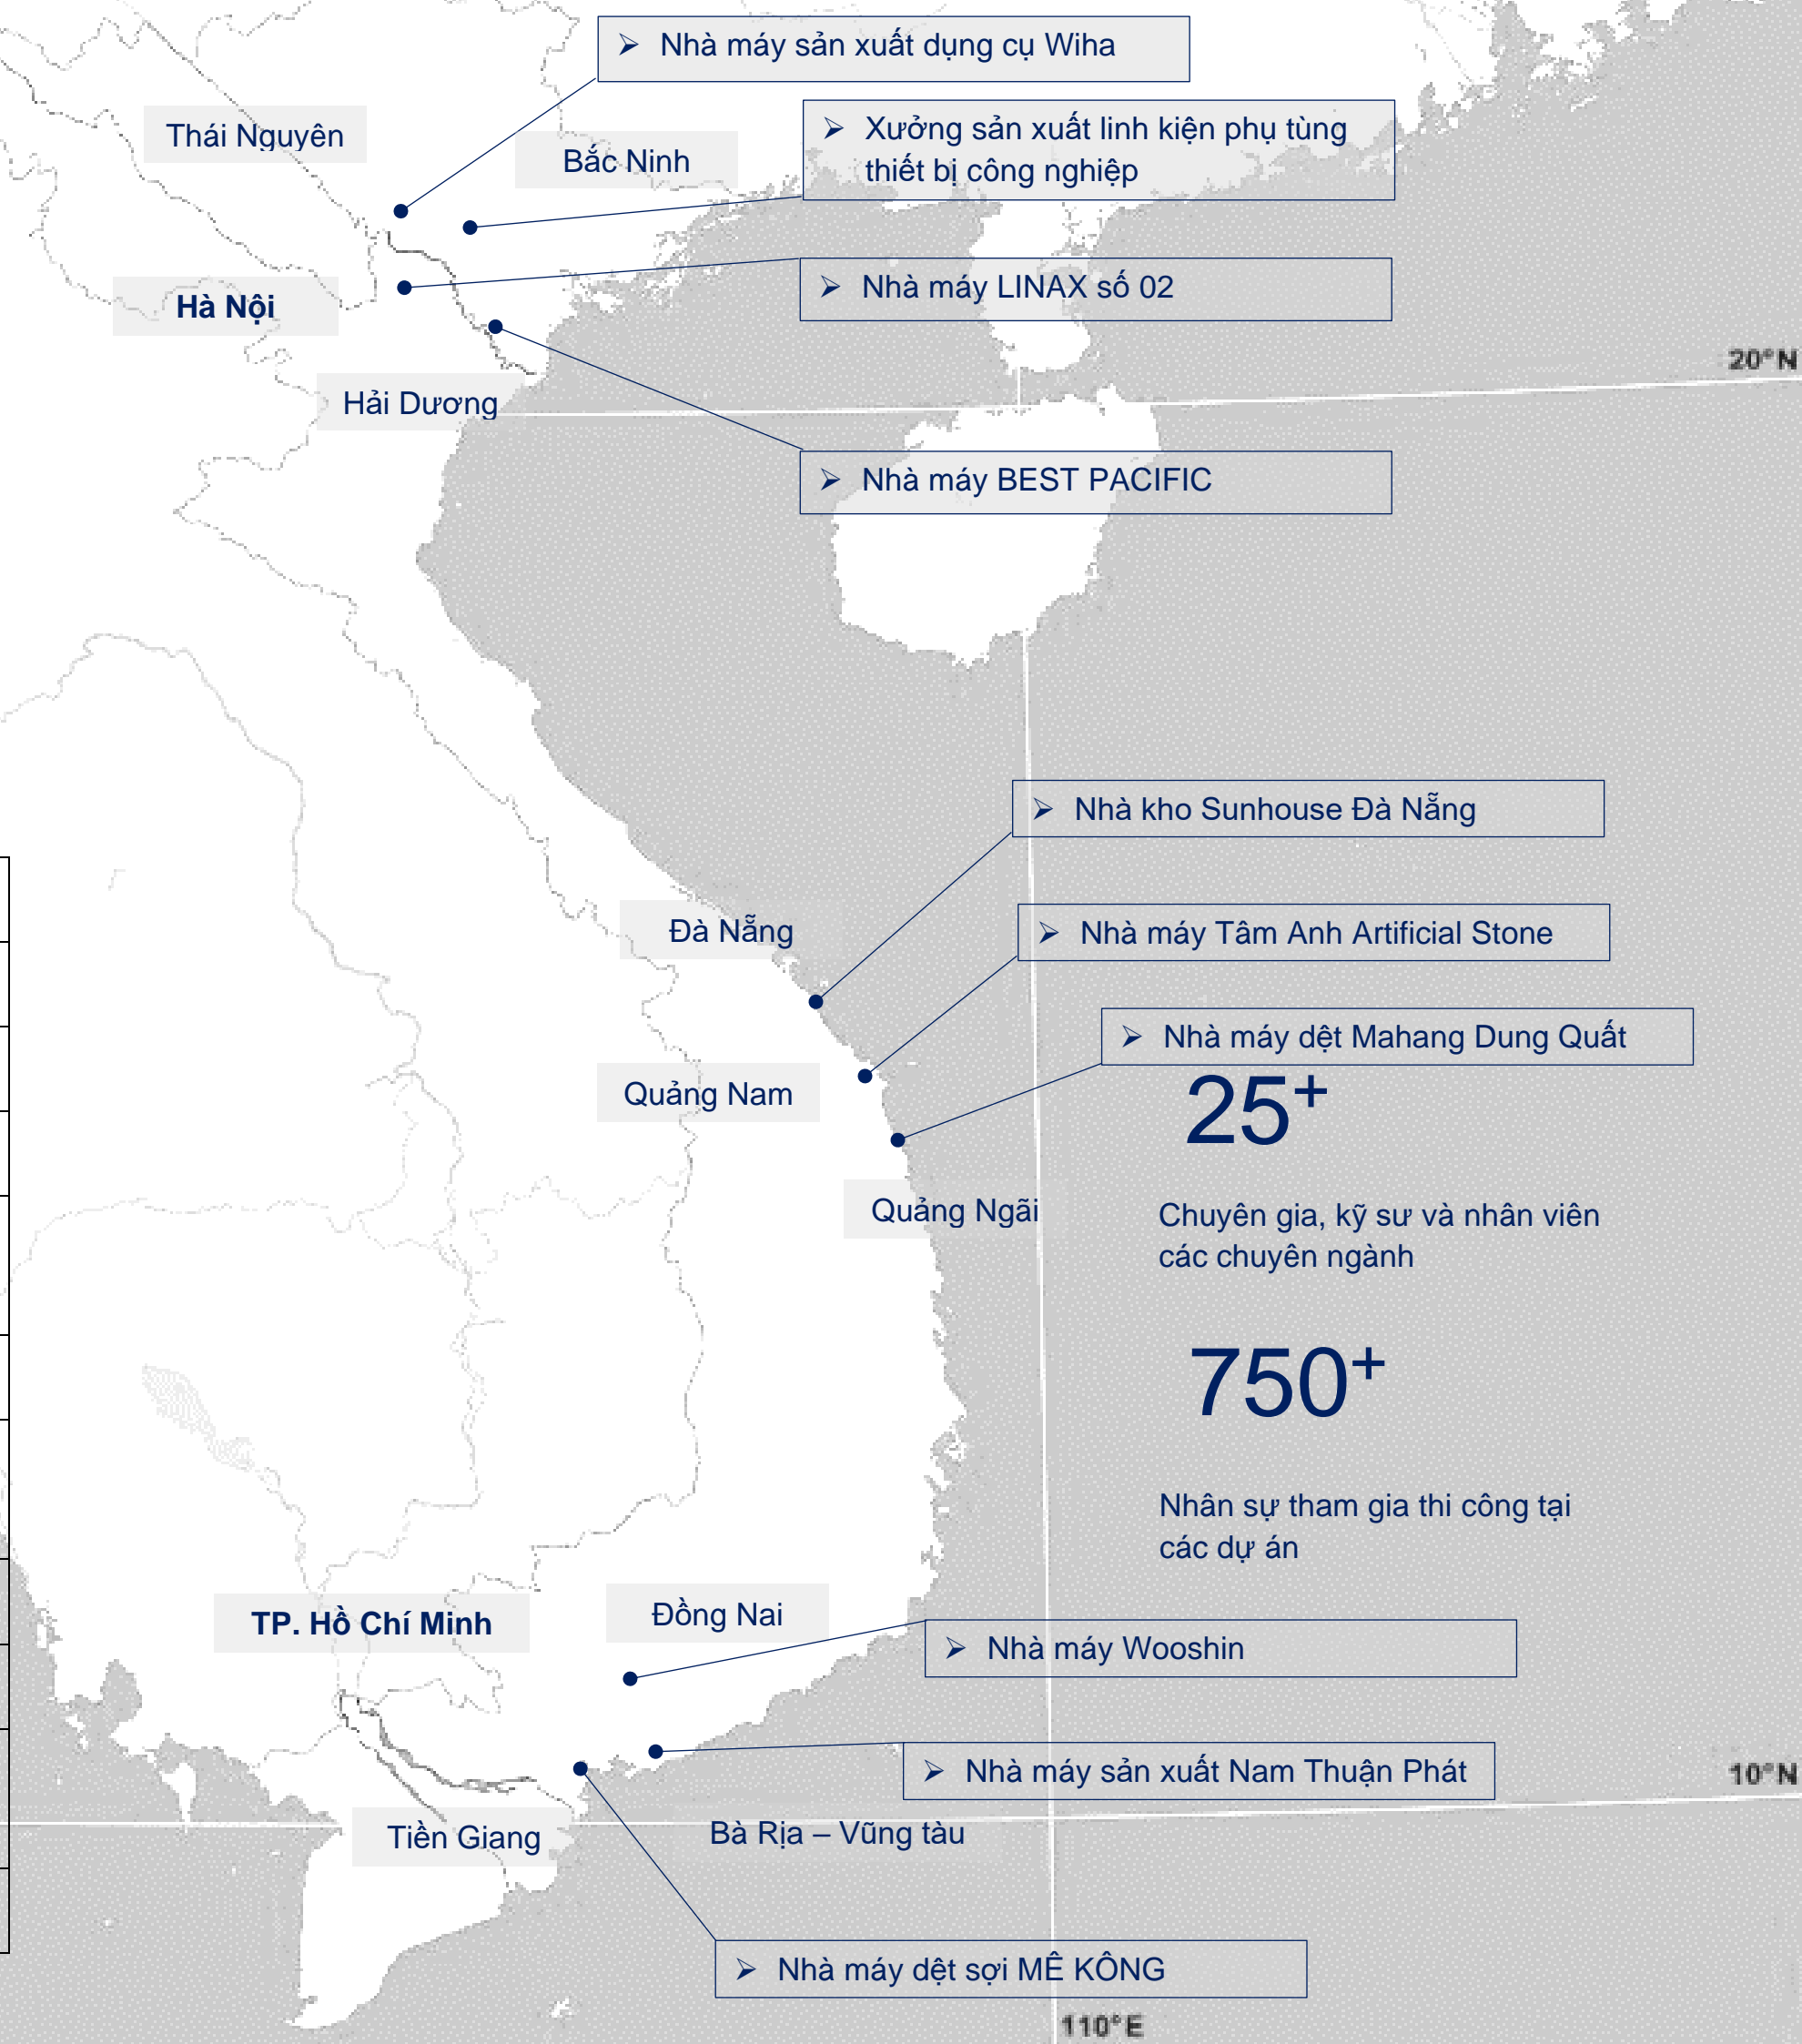 ➢ Nhà máy sản xuất dụng cụ Wiha
Thái Nguyên
Bắc Ninh
➢ Xưởng sản xuất linh kiện phụ tùng
thiết bị công nghiệp
Hà Nội
➢ Nhà máy LINAX số 02
20°N
Hải Dương
➢ Nhà máy BEST PACIFIC
➢ Nhà kho Sunhouse Đà Nẵng
Đà Nẵng
➢ Nhà máy Tâm Anh Artificial Stone
➢ Nhà máy dệt Mahang Dung Quất
Quảng Nam
25+
Quảng Ngãi
Chuyên gia, kỹ sư và nhân viên
các chuyên ngành
750+
Nhân sự tham gia thi công tại
các dự án
TP. Hồ Chí Minh
Đồng Nai
➢ Nhà máy Wooshin
➢ Nhà máy sản xuất Nam Thuận Phát
10°N
Tiền Giang
Bà Rịa – Vũng tàu
➢ Nhà máy dệt sợi MÊ KÔNG
110°E